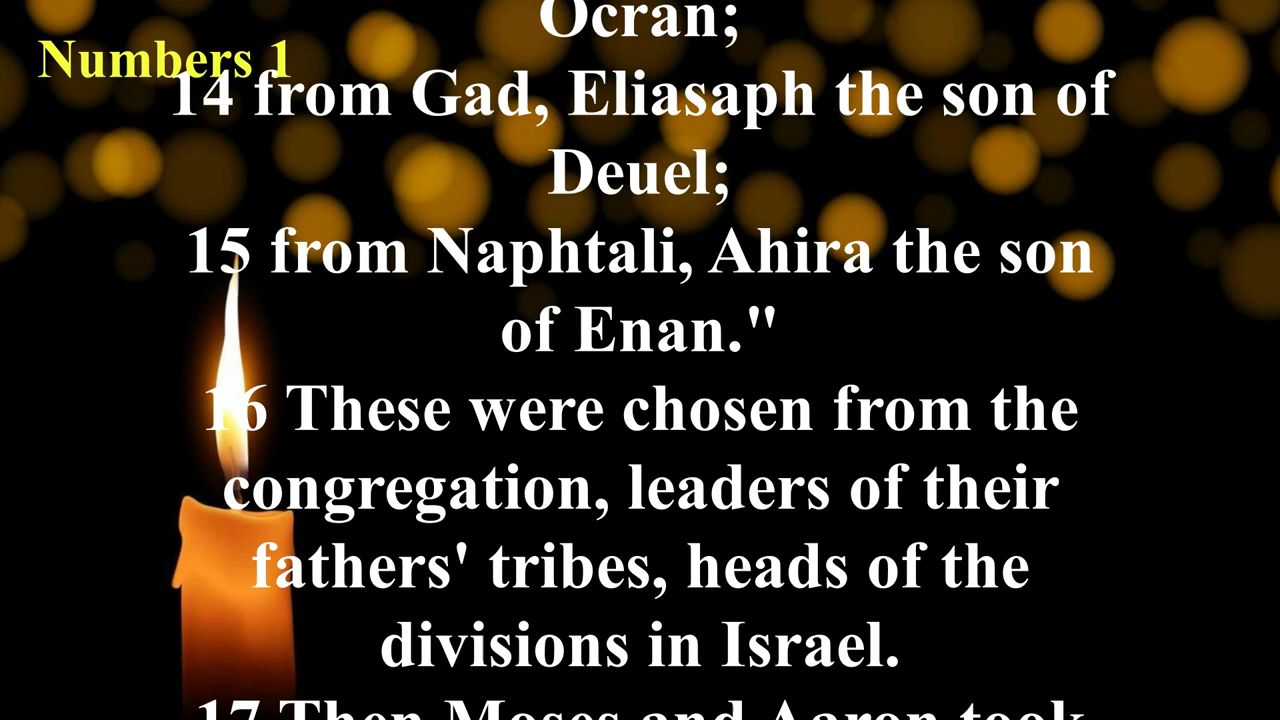 Ocran;
Numbers 1
14 from Gad, Eliasaph the son of
Deuel;
15 from Naphtali, Ahira the son
of Enan."
16 These were chosen from the
congregation, leaders of their
fathers' tribes, heads of the
divisions in Israel.
17 Then Moses and Aaron took